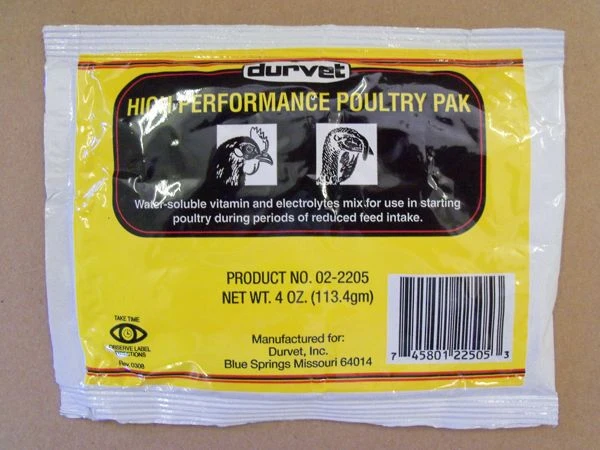 durvet
HIGH PERFORMANCE POULTRY PAK
Water-soluble vitamin and electrolytes mix for use in starting
poultry during periods of reduced feed intake.
PRODUCT NO. 02-2205
NET WT. 4 OZ. (113.4gm)
TAKE TIME
OBSERVE LABEL
DIRECTIONS
Rev. 0308
Manufactured for:
Durvet, Inc.
Blue Springs Missouri 64014
7 45801 22505 3